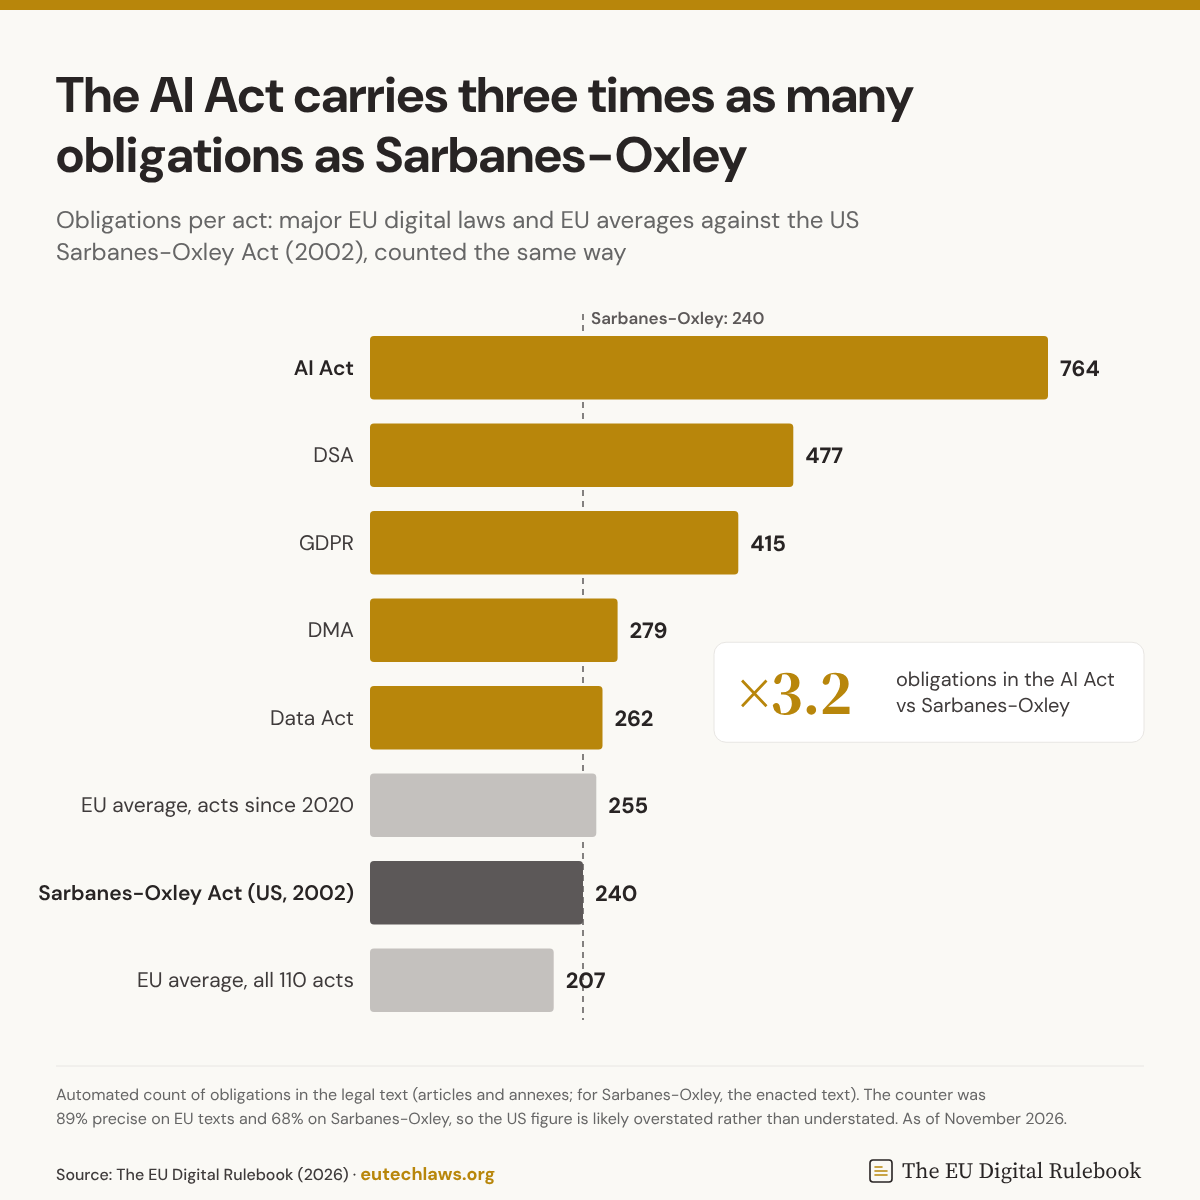 The AI Act carries three times as many
obligations as Sarbanes-Oxley
Obligations per act: major EU digital laws and EU averages against the US
Sarbanes-Oxley Act (2002), counted the same way
Sarbanes-Oxley: 240
AI Act 764
DSA 477
GDPR 415
DMA 279
Data Act 262
×3.2 obligations in the AI Act
vs Sarbanes-Oxley
EU average, acts since 2020 255
Sarbanes-Oxley Act (US, 2002) 240
EU average, all 110 acts 207
Automated count of obligations in the legal text (articles and annexes; for Sarbanes-Oxley, the enacted text). The counter was
89% precise on EU texts and 68% on Sarbanes-Oxley, so the US figure is likely overstated rather than understated. As of November 2026.
Source: The EU Digital Rulebook (2026) · eutechlaws.org
The EU Digital Rulebook